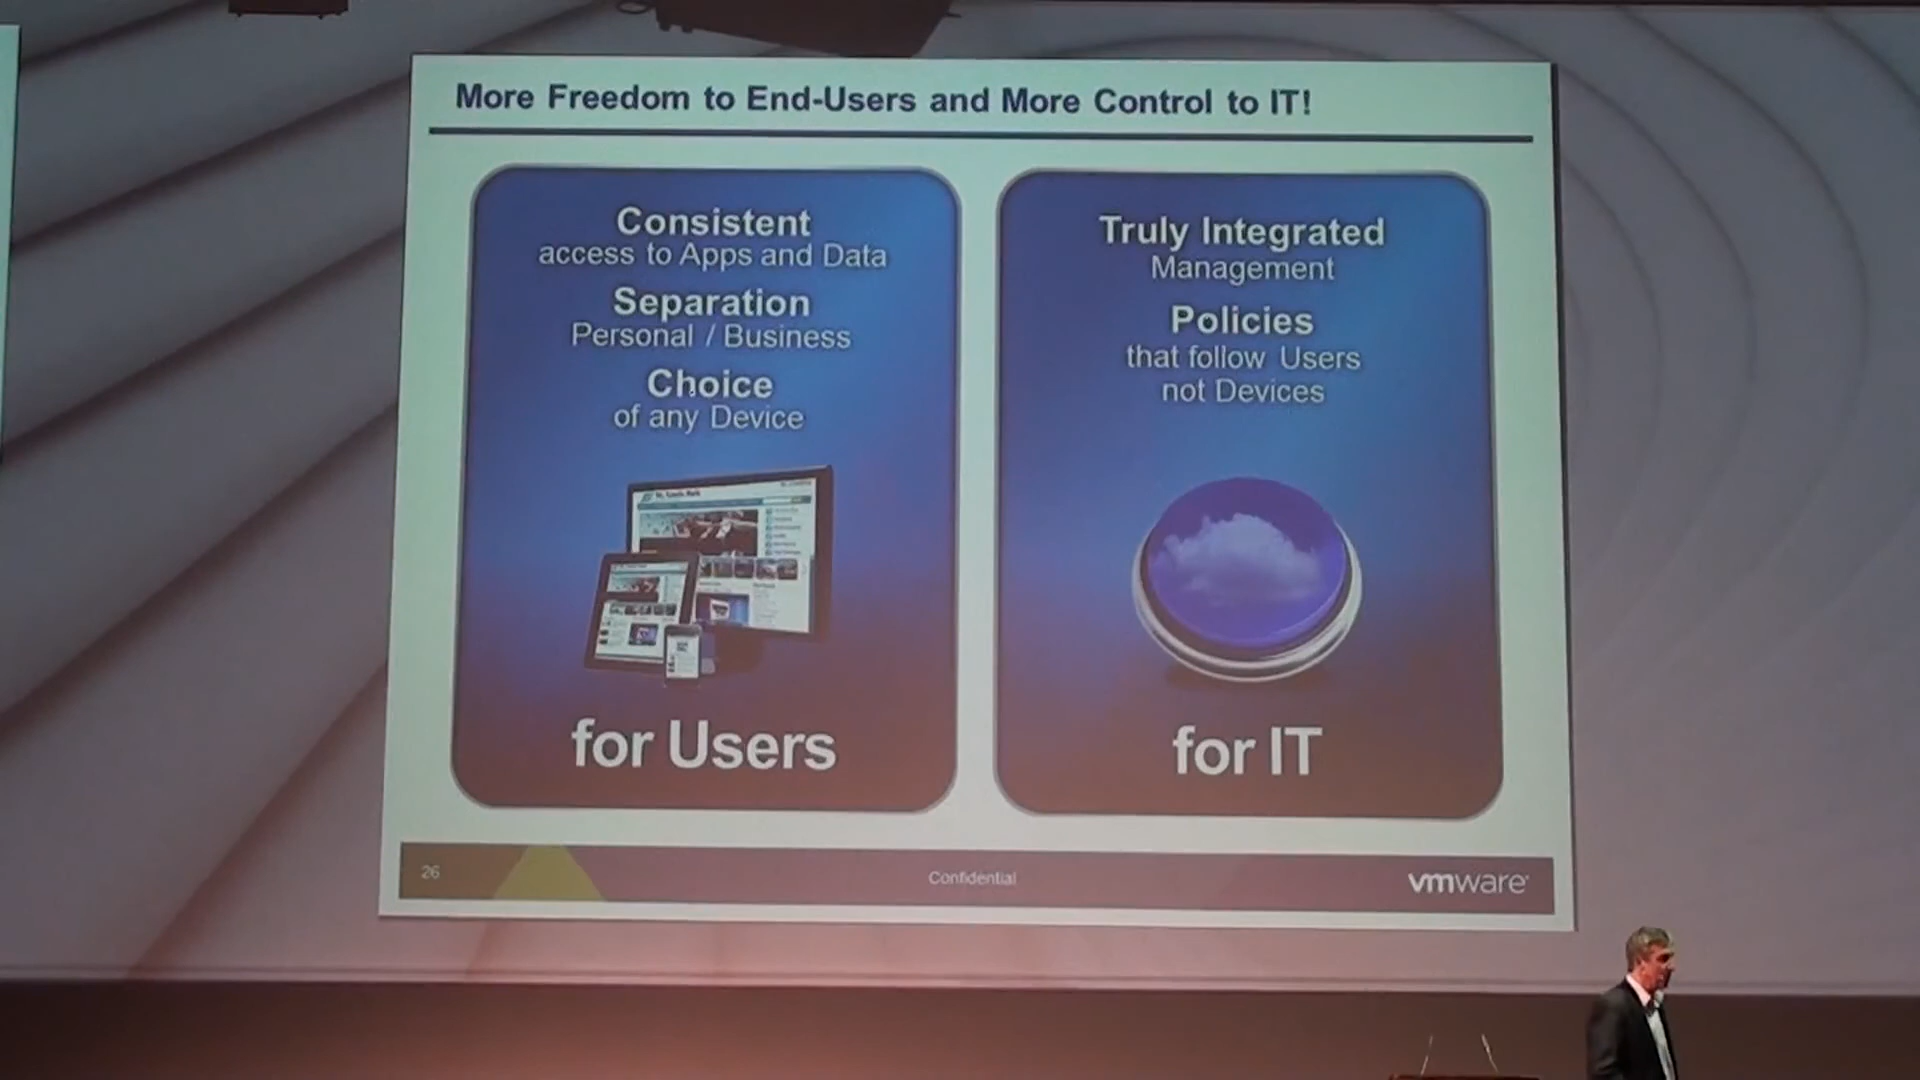 More Freedom to End-Users and More Control to IT!
Consistent
access to Apps and Data
Separation
Personal / Business
Choice
of any Device
for Users
Truly Integrated
Management
Policies
that follow Users
not Devices
for IT
26
Confidential
vmware